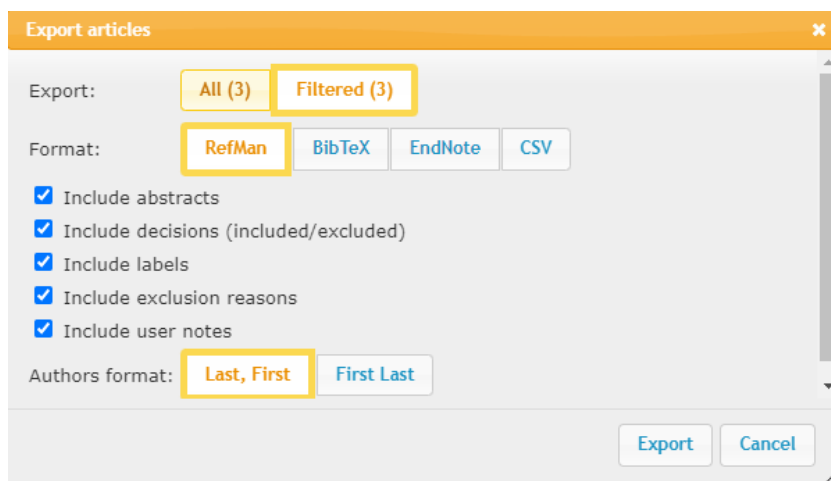 Export articles
Export: All (3) Filtered (3)
Format: RefMan BibTeX EndNote CSV
Include abstracts
Include decisions (included/excluded)
Include labels
Include exclusion reasons
Include user notes
Authors format: Last, First First Last
Export Cancel